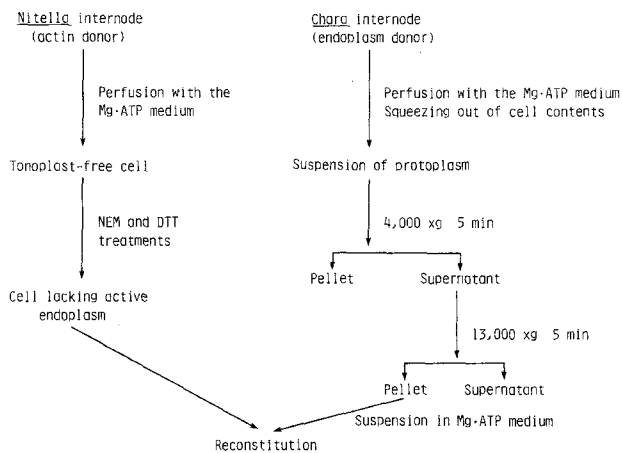 Nitella internode
(actin donor)
Perfusion with the
Mg·ATP medium
Tonoplast-free cell
NEM and DTT
treatments
Cell lacking active
endoplasm
Chara internode
(endoplasm donor)
Perfusion with the Mg·ATP medium
Squeezing out of cell contents
Suspension of protoplasm
4,000 xg 5 min
Pellet Supernatant
13,000 xg 5 min
Pellet Supernatant
Suspension in Mg·ATP medium
Reconstitution